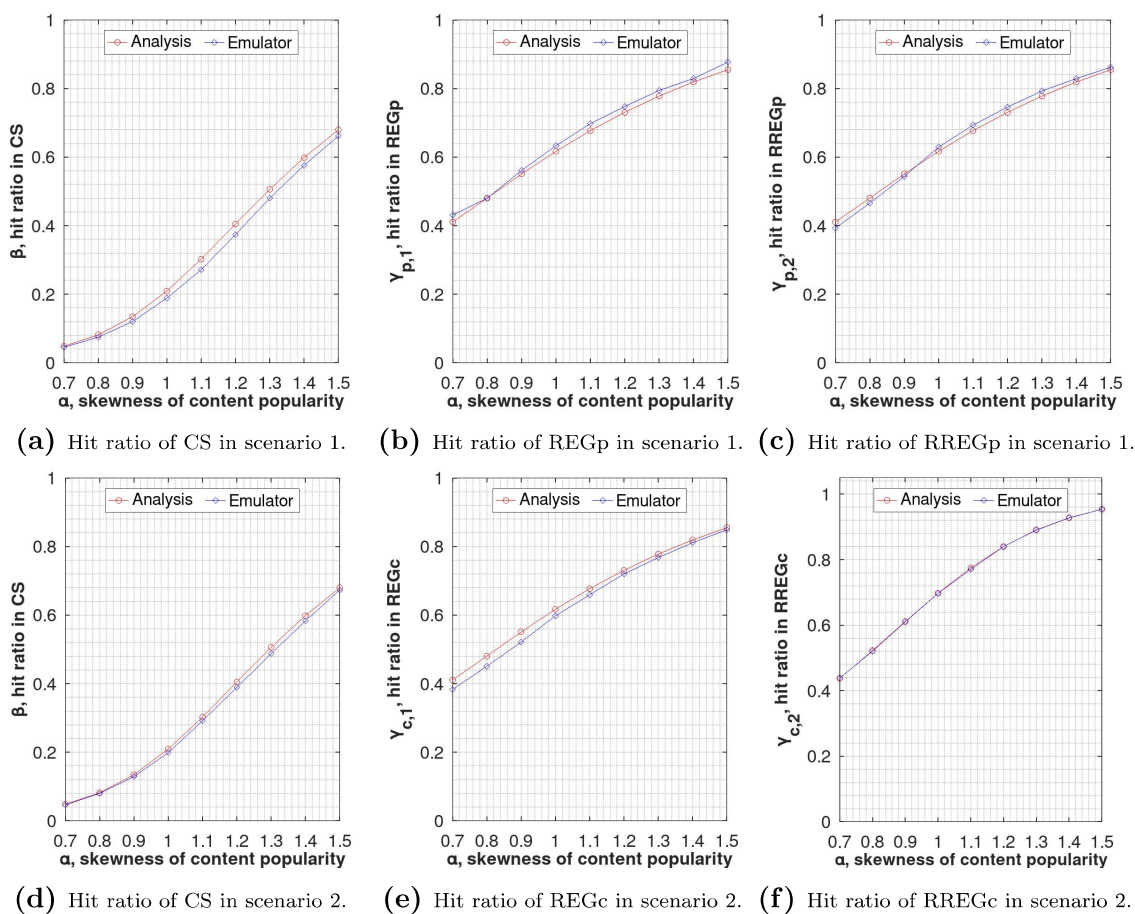 Analysis Emulator
β, hit ratio in CS
1
0.8
0.6
0.4
0.2
0
0.7 0.8 0.9 1 1.1 1.2 1.3 1.4 1.5
α, skewness of content popularity
(a) Hit ratio of CS in scenario 1.
Analysis Emulator
γp,1, hit ratio in REGp
1
0.8
0.6
0.4
0.2
0
0.7 0.8 0.9 1 1.1 1.2 1.3 1.4 1.5
α, skewness of content popularity
(b) Hit ratio of REGp in scenario 1.
Analysis Emulator
γp,2, hit ratio in RREGp
1
0.8
0.6
0.4
0.2
0
0.7 0.8 0.9 1 1.1 1.2 1.3 1.4 1.5
α, skewness of content popularity
(c) Hit ratio of RREGp in scenario 1.
Analysis Emulator
β, hit ratio in CS
1
0.8
0.6
0.4
0.2
0
0.7 0.8 0.9 1 1.1 1.2 1.3 1.4 1.5
α, skewness of content popularity
(d) Hit ratio of CS in scenario 2.
Analysis Emulator
γc,1, hit ratio in REGc
1
0.8
0.6
0.4
0.2
0
0.7 0.8 0.9 1 1.1 1.2 1.3 1.4 1.5
α, skewness of content popularity
(e) Hit ratio of REGc in scenario 2.
Analysis Emulator
γc,2, hit ratio in RREGc
1
0.8
0.6
0.4
0.2
0
0.7 0.8 0.9 1 1.1 1.2 1.3 1.4 1.5
α, skewness of content popularity
(f) Hit ratio of RREGc in scenario 2.